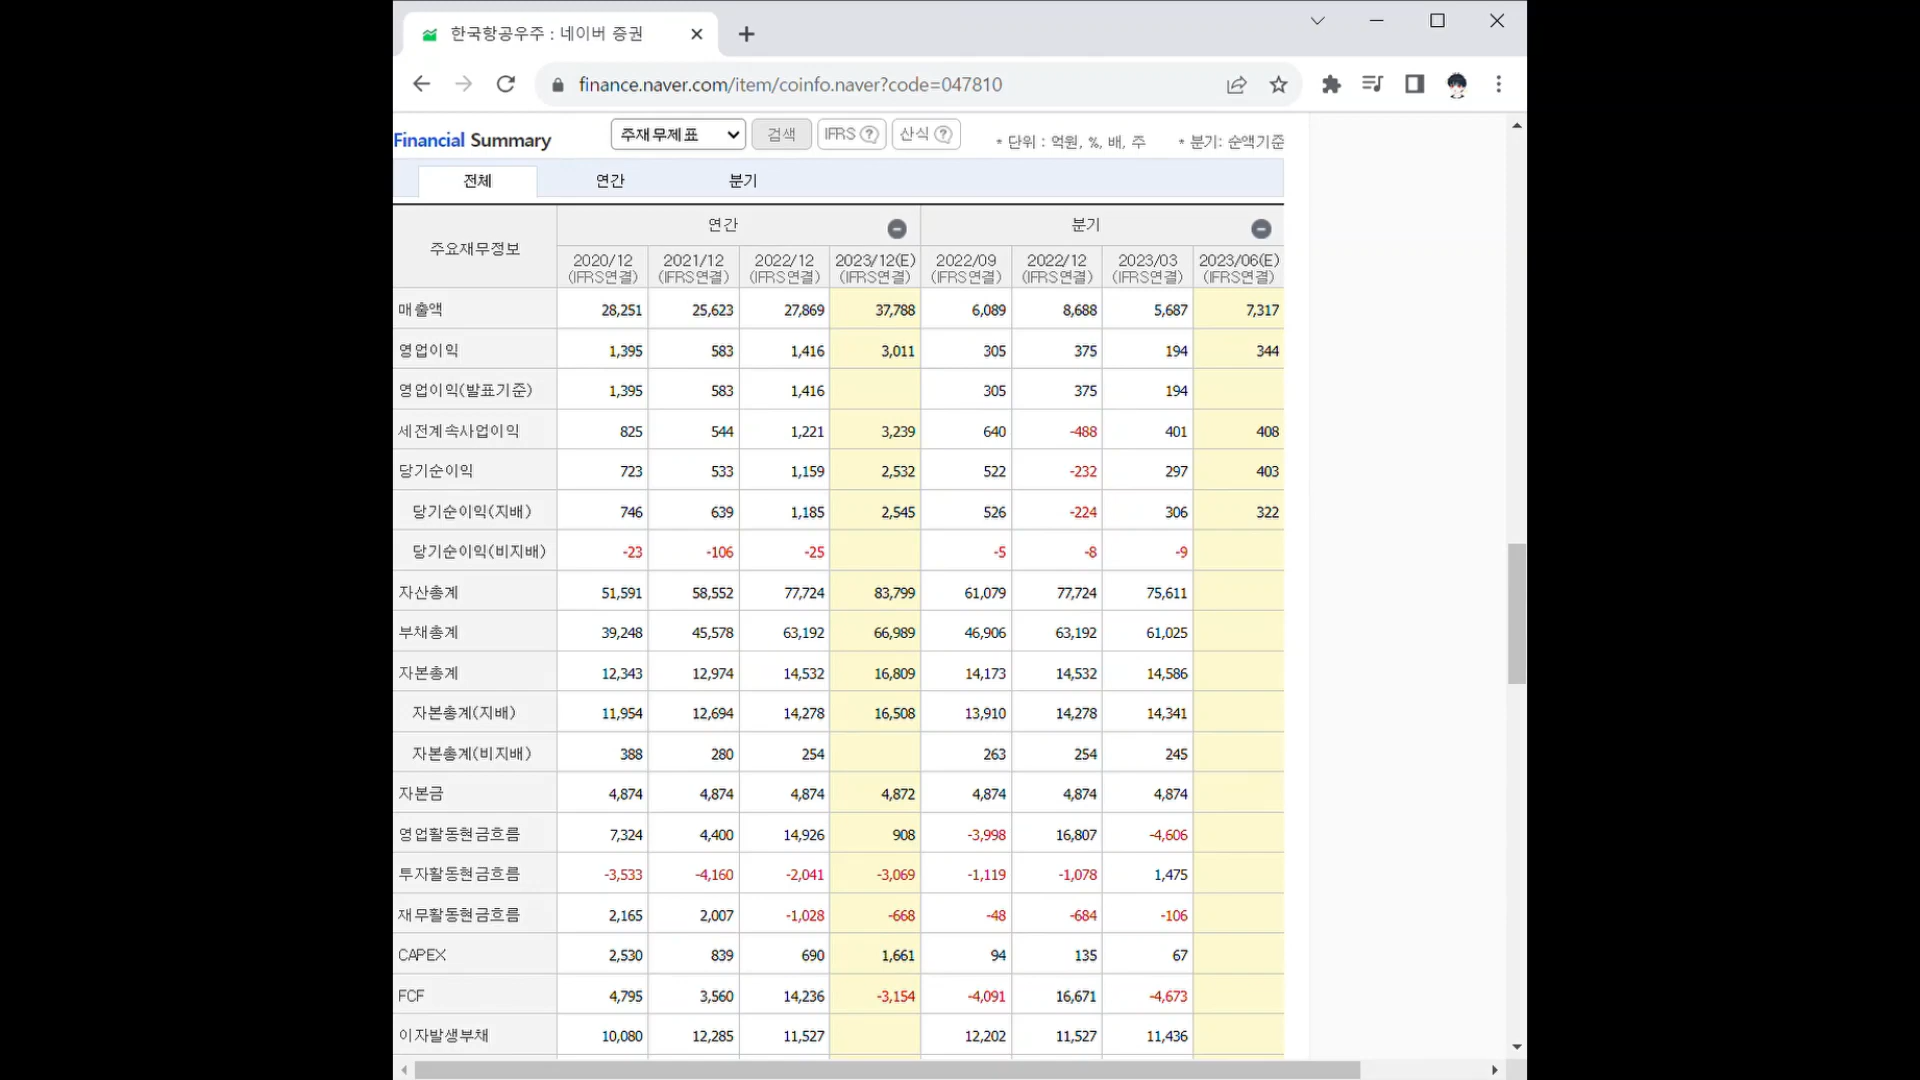 한국항공우주 : 네이버 증권
finance.naver.com/item/coinfo.naver?code=047810
Financial Summary 주재무제표 검색 IFRS ? 산식 ? * 단위 : 억원, %, 배, 주 * 분기: 순액기준
전체 연간 분기
주요재무정보 연간 분기
2020/12 2021/12 2022/12 2023/12(E) 2022/09 2022/12 2023/03 2023/06(E)
(IFRS연결) (IFRS연결) (IFRS연결) (IFRS연결) (IFRS연결) (IFRS연결) (IFRS연결) (IFRS연결)
매출액 28,251 25,623 27,869 37,788 6,089 8,688 5,687 7,317
영업이익 1,395 583 1,416 3,011 305 375 194 344
영업이익(발표기준) 1,395 583 1,416 305 375 194
세전계속사업이익 825 544 1,221 3,239 640 -488 401 408
당기순이익 723 533 1,159 2,532 522 -232 297 403
당기순이익(지배) 746 639 1,185 2,545 526 -224 306 322
당기순이익(비지배) -23 -106 -25 -5 -8 -9
자산총계 51,591 58,552 77,724 83,799 61,079 77,724 75,611
부채총계 39,248 45,578 63,192 66,989 46,906 63,192 61,025
자본총계 12,343 12,974 14,532 16,809 14,173 14,532 14,586
자본총계(지배) 11,954 12,694 14,278 16,508 13,910 14,278 14,341
자본총계(비지배) 388 280 254 263 254 245
자본금 4,874 4,874 4,874 4,872 4,874 4,874 4,874
영업활동현금흐름 7,324 4,400 14,926 908 -3,998 16,807 -4,606
투자활동현금흐름 -3,533 -4,160 -2,041 -3,069 -1,119 -1,078 1,475
재무활동현금흐름 2,165 2,007 -1,028 -668 -48 -684 -106
CAPEX 2,530 839 690 1,661 94 135 67
FCF 4,795 3,560 14,236 -3,154 -4,091 16,671 -4,673
이자발생부채 10,080 12,285 11,527 12,202 11,527 11,436